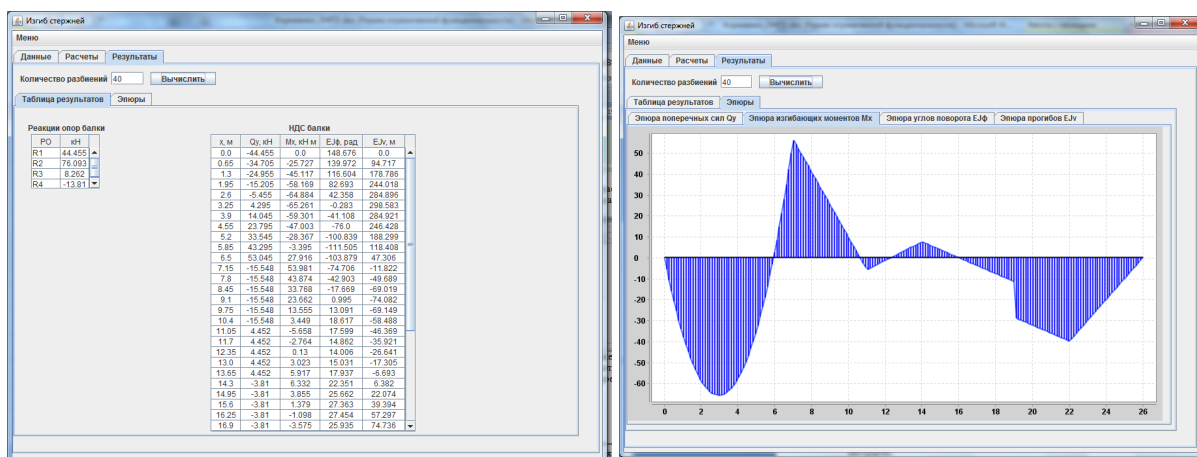 Изгиб стержней
Меню
Данные Расчеты Результаты
Количество разбиений 40 Вычислить
Таблица результатов Эпюры
Реакции опор балки
РО кН
R1 44.455
R2 76.093
R3 8.262
R4 -13.81
НДС балки
x, м Qy, кН Mx, кН м EJф, рад EJv, м
0.0 -44.455 0.0 148.676 0.0
0.65 -34.705 -25.727 139.972 94.717
1.3 -24.955 -45.117 116.604 178.786
1.95 -15.205 -58.169 82.693 244.018
2.6 -5.455 -64.884 42.358 284.896
3.25 4.295 -65.261 -0.283 298.583
3.9 14.045 -59.301 -41.108 284.921
4.55 23.795 -47.003 -76.0 246.428
5.2 33.545 -28.367 -100.839 188.299
5.85 43.295 -3.395 -111.505 118.408
6.5 53.045 27.916 -103.879 47.306
7.15 -15.548 53.981 -74.706 -11.822
7.8 -15.548 43.874 -42.903 -49.689
8.45 -15.548 33.768 -17.669 -69.019
9.1 -15.548 23.662 0.995 -74.082
9.75 -15.548 13.555 13.091 -69.149
10.4 -15.548 3.449 18.617 -58.488
11.05 4.452 -5.658 17.599 -46.369
11.7 4.452 -2.764 14.862 -35.921
12.35 4.452 0.13 14.006 -26.641
13.0 4.452 3.023 15.031 -17.305
13.65 4.452 5.917 17.937 -6.693
14.3 -3.81 6.332 22.351 6.382
14.95 -3.81 3.855 25.662 22.074
15.6 -3.81 1.379 27.363 39.394
16.25 -3.81 -1.098 27.454 57.297
16.9 -3.81 -3.575 25.935 74.736
Изгиб стержней
Меню
Данные Расчеты Результаты
Количество разбиений 40 Вычислить
Таблица результатов Эпюры
Эпюра поперечных сил Qy Эпюра изгибающих моментов Mx Эпюра углов поворота EJф Эпюра прогибов EJv
50
40
30
20
10
0
-10
-20
-30
-40
-50
-60
0 2 4 6 8 10 12 14 16 18 20 22 24 26